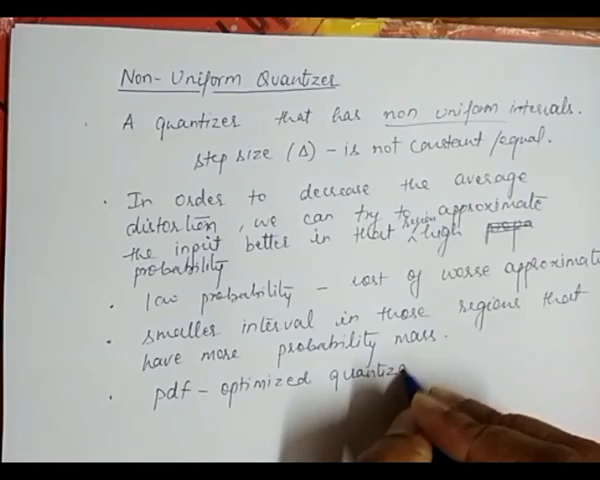 Non-Uniform Quantizer
. A quantizer that has non uniform intervals.
step size (Δ) - is not constant /equal.
. In order to decrease the average
distortion, we can try to approximate
the input better in that region high
probability
. low probability - cost of worse approximati
. smaller interval in those regions that
have more probability mass.
. pdf - optimized quantize